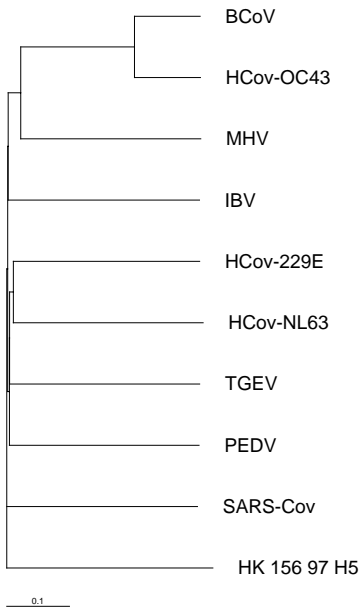 BCoV
HCov-OC43
MHV
IBV
HCov-229E
HCov-NL63
TGEV
PEDV
SARS-Cov
HK 156 97 H5
0.1